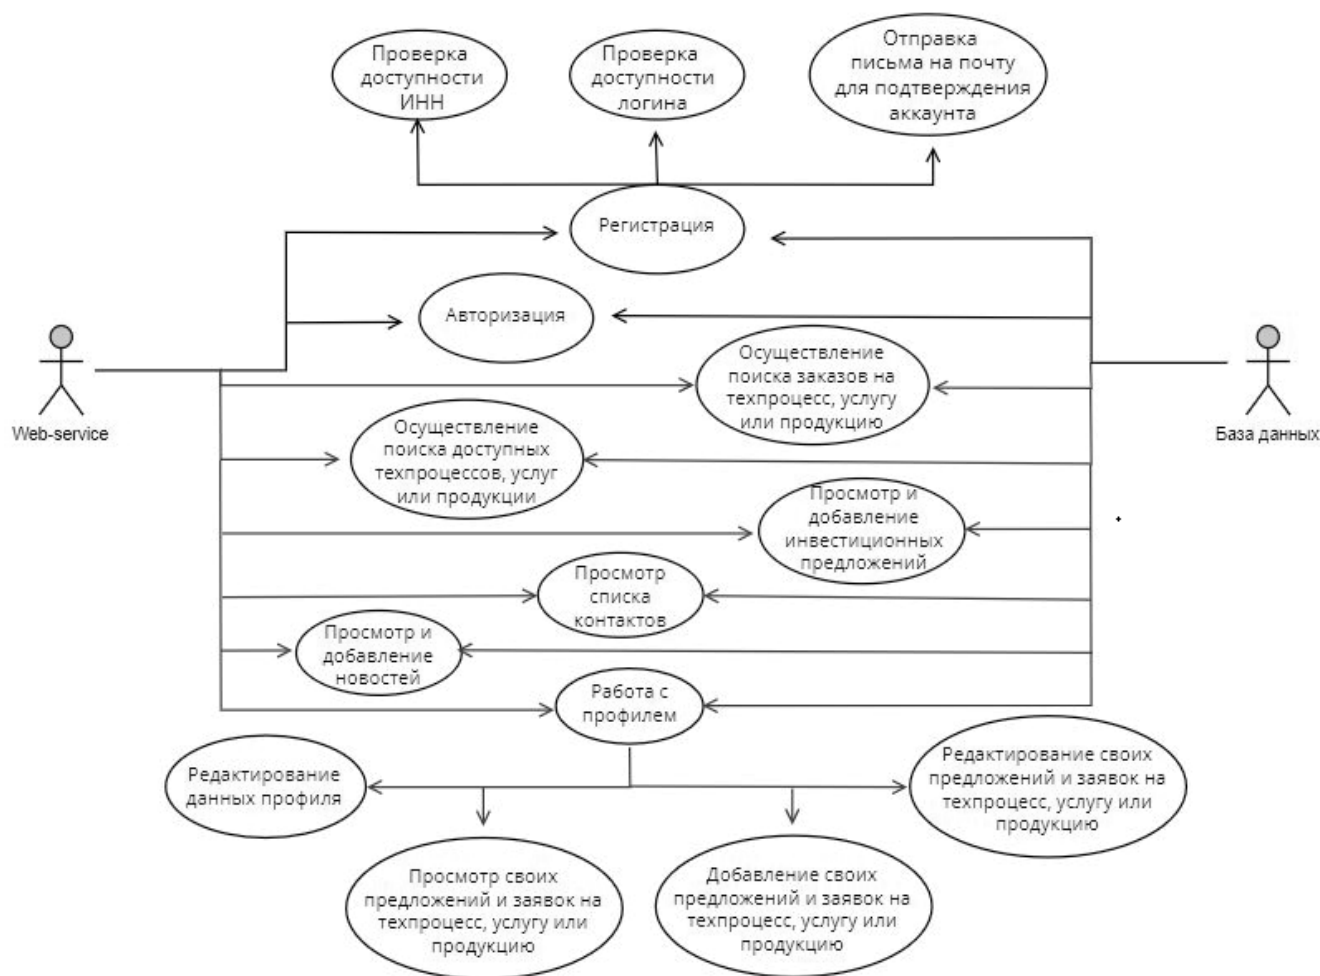 Проверка
доступности
ИНН
Проверка
доступности
логина
Отправка
письма на почту
для подтверждения
аккаунта
Регистрация
Авторизация
Осуществление
поиска заказов на
техпроцесс, услугу
или продукцию
Web-service
База данных
Осуществление
поиска доступных
техпроцессов, услуг
или продукции
Просмотр и
добавление
инвестиционных
предложений
Просмотр
списка
контактов
Просмотр и
добавление
новостей
Работа с
профилем
Редактирование
данных профиля
Редактирование своих
предложений и заявок на
техпроцесс, услугу или
продукцию
Просмотр своих
предложений и заявок на
техпроцесс, услугу или
продукцию
Добавление своих
предложений и заявок на
техпроцесс, услугу или
продукцию